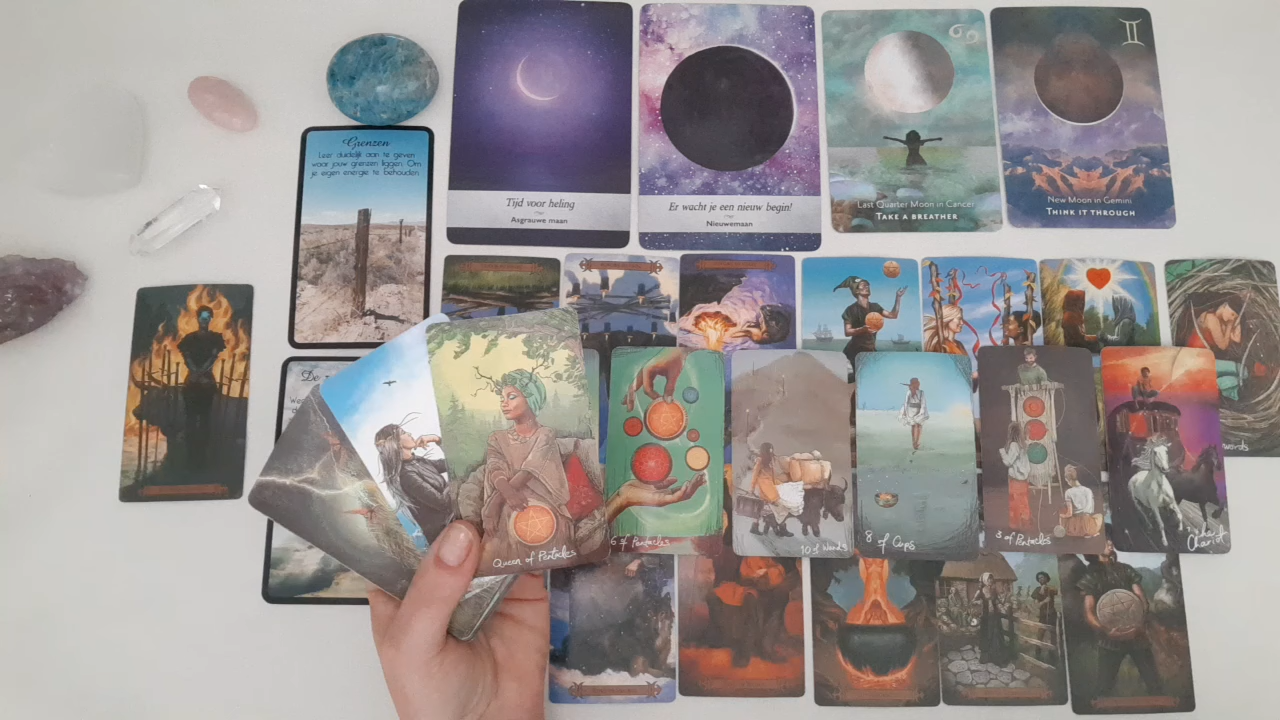 Grenzen
Leer duidelijk aan te geven
waar jouw grenzen liggen. Om
je eigen energie te behouden.
Tijd voor heling
Asgrauwe maan
Er wacht je een nieuw begin!
Nieuwemaan
Last Quarter Moon in Cancer
TAKE A BREATHER
New Moon in Gemini
THINK IT THROUGH
De
Queen of Pentacles
6 of Pentacles
10 of Wands
8 of Cups
3 of Pentacles
The
Chariot